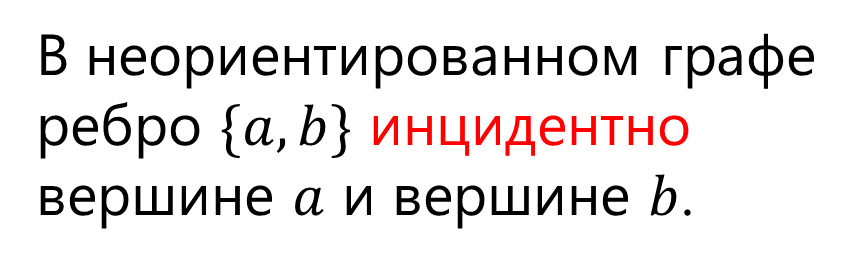 В неориентированном графе
ребро {a, b} инцидентно
вершине a и вершине b.